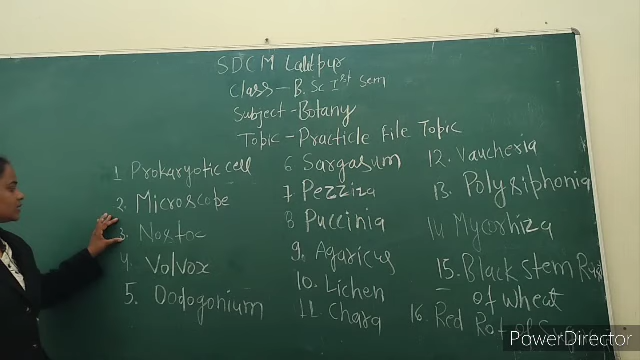 SDCM Lalitpur
Class - B.Sc Ist Sem
Subject - Botany
Topic - Practicle File Topic
1 Prokaryotic cell
2. Microscope
3. Nostoc
4. Volvox
5. Oodogonium
6 Sargasum
7 Pezziza
8 Puccinia
9. Agaricus
10. Lichen
11. Chara
12. Vaucheria
13. Polysiphonia
14 Mycorhiza
15. Black Stem Rust
of wheat
16. Red Rot of
PowerDirector